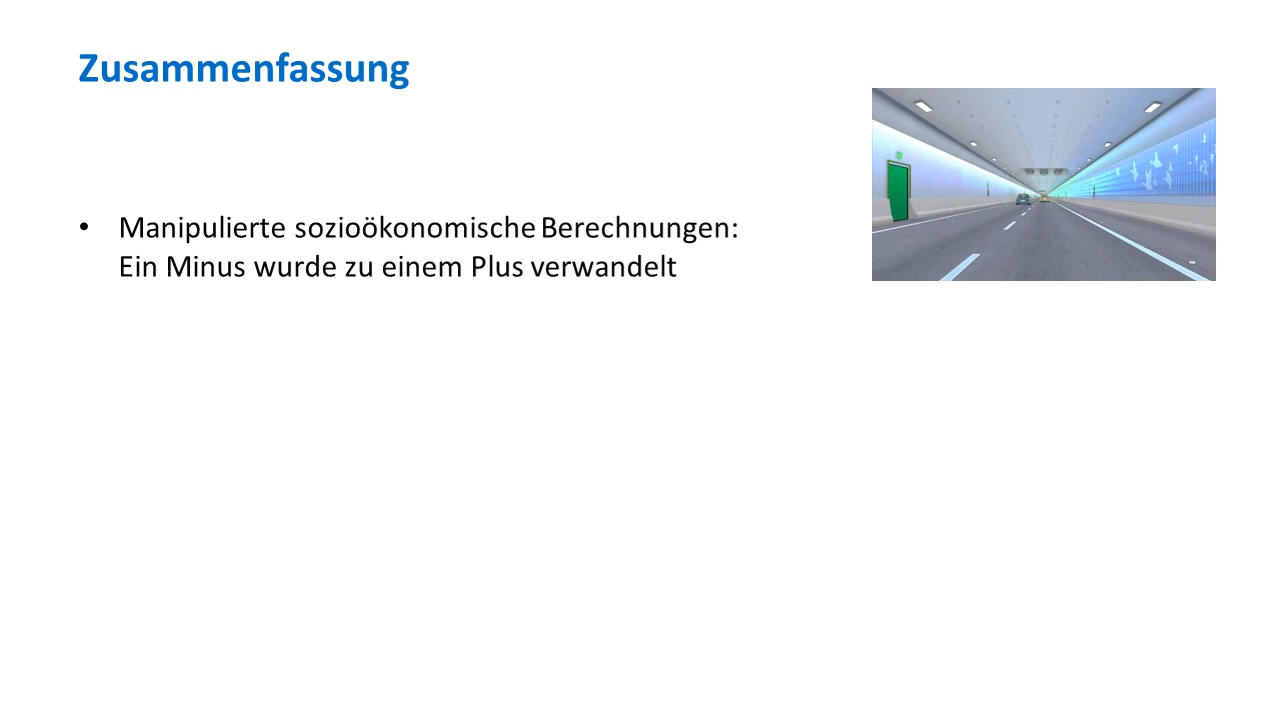 Zusammenfassung
• Manipulierte sozioökonomische Berechnungen:
Ein Minus wurde zu einem Plus verwandelt